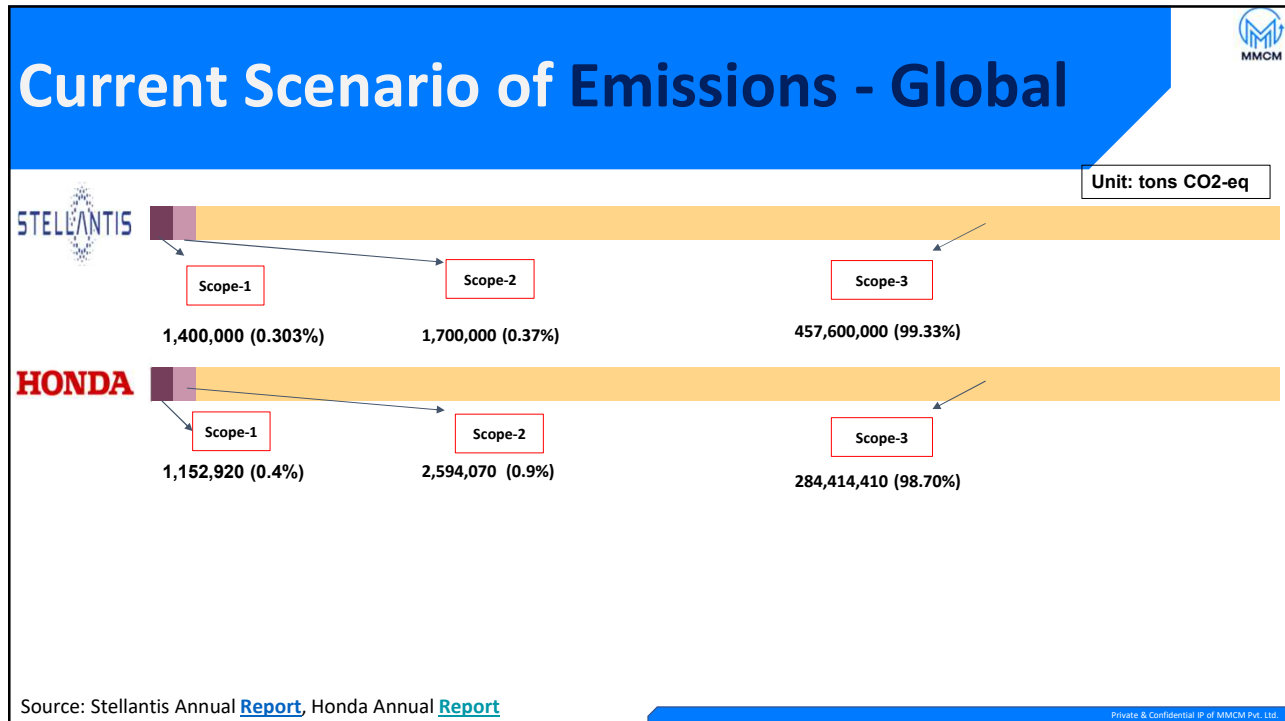 MMCM
Current Scenario of Emissions - Global
Unit: tons CO2-eq
STELLANTIS
Scope-1
Scope-2
Scope-3
1,400,000 (0.303%)
1,700,000 (0.37%)
457,600,000 (99.33%)
HONDA
Scope-1
Scope-2
Scope-3
1,152,920 (0.4%)
2,594,070 (0.9%)
284,414,410 (98.70%)
Source: Stellantis Annual Report, Honda Annual Report
Private & Confidential IP of MMCM Pvt. Ltd.